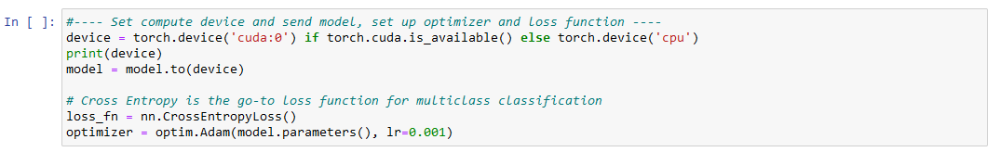 In [ ]: #---- Set compute device and send model, set up optimizer and loss function ----
device = torch.device('cuda:0') if torch.cuda.is_available() else torch.device('cpu')
print(device)
model = model.to(device)
# Cross Entropy is the go-to loss function for multiclass classification
loss_fn = nn.CrossEntropyLoss()
optimizer = optim.Adam(model.parameters(), lr=0.001)